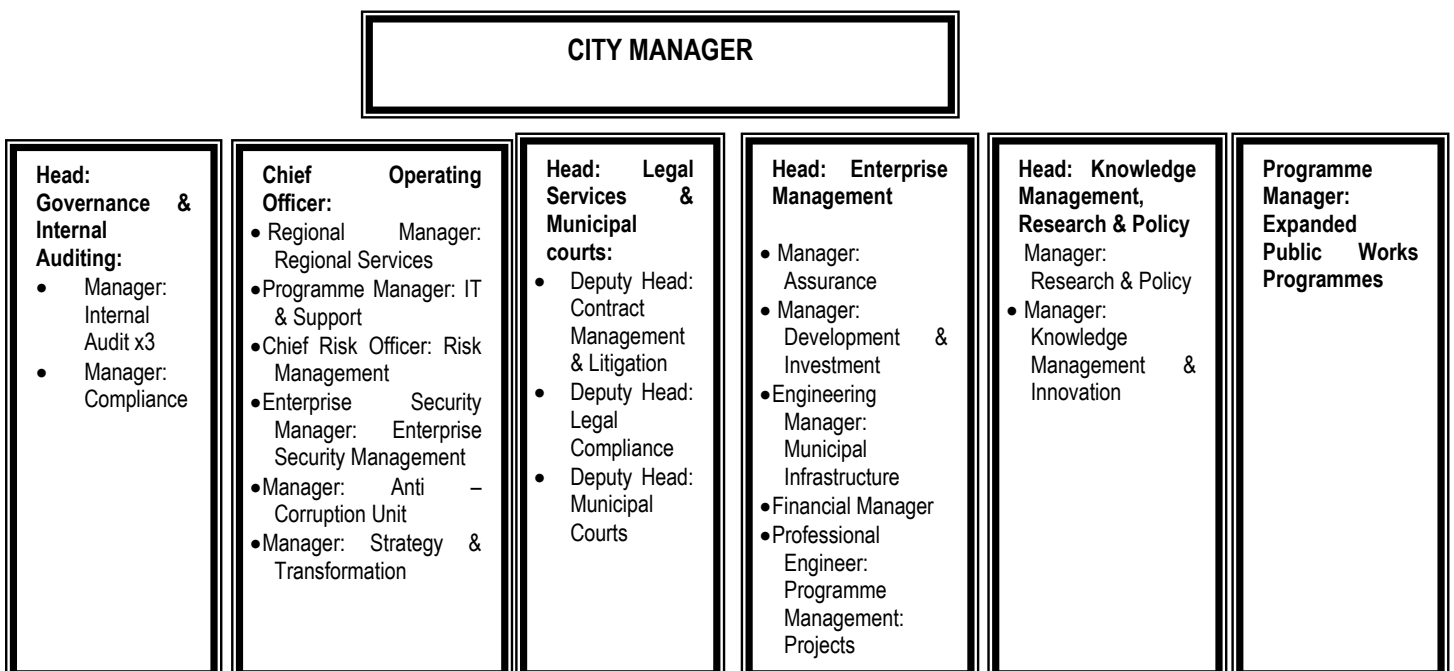 CITY MANAGER
Head:
Governance &
Internal
Auditing:
• Manager:
Internal
Audit x3
• Manager:
Compliance
Chief Operating
Officer:
• Regional Manager:
Regional Services
•Programme Manager: IT
& Support
•Chief Risk Officer: Risk
Management
•Enterprise Security
Manager: Enterprise
Security Management
•Manager: Anti –
Corruption Unit
•Manager: Strategy &
Transformation
Head: Legal
Services &
Municipal
courts:
• Deputy Head:
Contract
Management
& Litigation
• Deputy Head:
Legal
Compliance
• Deputy Head:
Municipal
Courts
Head: Enterprise
Management
• Manager:
Assurance
• Manager:
Development &
Investment
•Engineering
Manager:
Municipal
Infrastructure
•Financial Manager
•Professional
Engineer:
Programme
Management:
Projects
Head: Knowledge
Management,
Research & Policy
Manager:
Research & Policy
• Manager:
Knowledge
Management &
Innovation
Programme
Manager:
Expanded
Public Works
Programmes